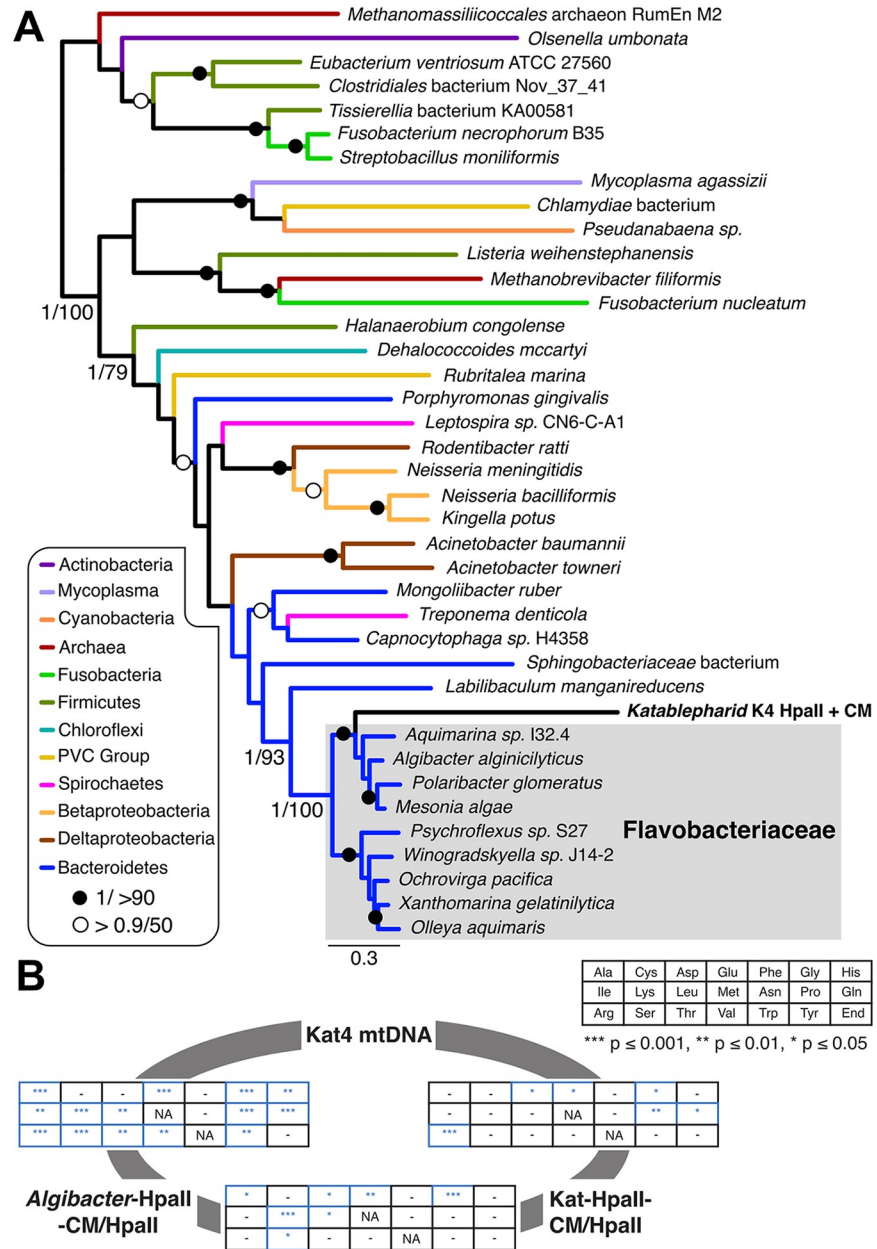 A
Methanomassiliicoccales archaeon RumEn M2
Olsenella umbonata
Eubacterium ventriosum ATCC 27560
Clostridiales bacterium Nov_37_41
Tissierellia bacterium KA00581
Fusobacterium necrophorum B35
Streptobacillus moniliformis
Mycoplasma agassizii
Chlamydiae bacterium
Pseudanabaena sp.
Listeria weihenstephanensis
Methanobrevibacter filiformis
Fusobacterium nucleatum
1/100
Halanaerobium congolense
Dehalococcoides mccartyi
1/79
Rubritalea marina
Porphyromonas gingivalis
Leptospira sp. CN6-C-A1
Rodentibacter ratti
Neisseria meningitidis
Neisseria bacilliformis
Kingella potus
Acinetobacter baumannii
Acinetobacter towneri
Mongoliibacter ruber
Treponema denticola
Capnocytophaga sp. H4358
Sphingobacteriaceae bacterium
Labilibaculum manganireducens
Katablepharid K4 HpaII + CM
1/93
1/100
Aquimarina sp. I32.4
Algibacter alginicilyticus
Polaribacter glomeratus
Mesonia algae
Psychroflexus sp. S27
Winogradskyella sp. J14-2
Ochrovirga pacifica
Xanthomarina gelatinilytica
Olleya aquimaris
Flavobacteriaceae
0.3
Actinobacteria
Mycoplasma
Cyanobacteria
Archaea
Fusobacteria
Firmicutes
Chloroflexi
PVC Group
Spirochaetes
Betaproteobacteria
Deltaproteobacteria
Bacteroidetes
1/ >90
> 0.9/50
B
Ala Cys Asp Glu Phe Gly His
Ile Lys Leu Met Asn Pro Gln
Arg Ser Thr Val Trp Tyr End
*** p ≤ 0.001, ** p ≤ 0.01, * p ≤ 0.05
Kat4 mtDNA
*** - - *** - *** **
** *** ** NA - *** ***
*** *** ** ** NA ** -
- - * * - * -
- - - NA - ** *
*** - - - NA - -
Algibacter-HpaII
-CM/HpaII
* - * ** - *** -
- *** * NA - - -
- * - - NA - -
Kat-HpaII-
CM/HpaII